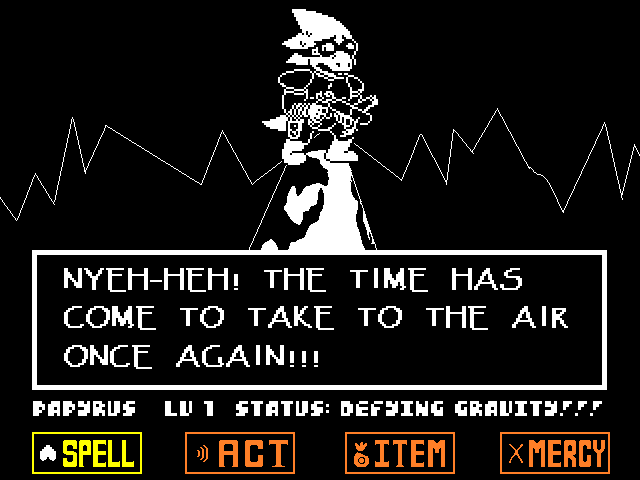 NYEH-HEH! THE TIME HAS
COME TO TAKE TO THE AIR
ONCE AGAIN!!!
PAPYRUS LV 1 STATUS: DEFYING GRAVITY!!!
SPELL ACT ITEM MERCY